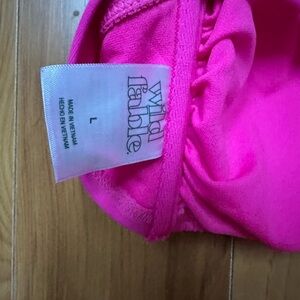 wild
fable.
L
MADE IN VIETNAM
HECHO EN VIETNAM